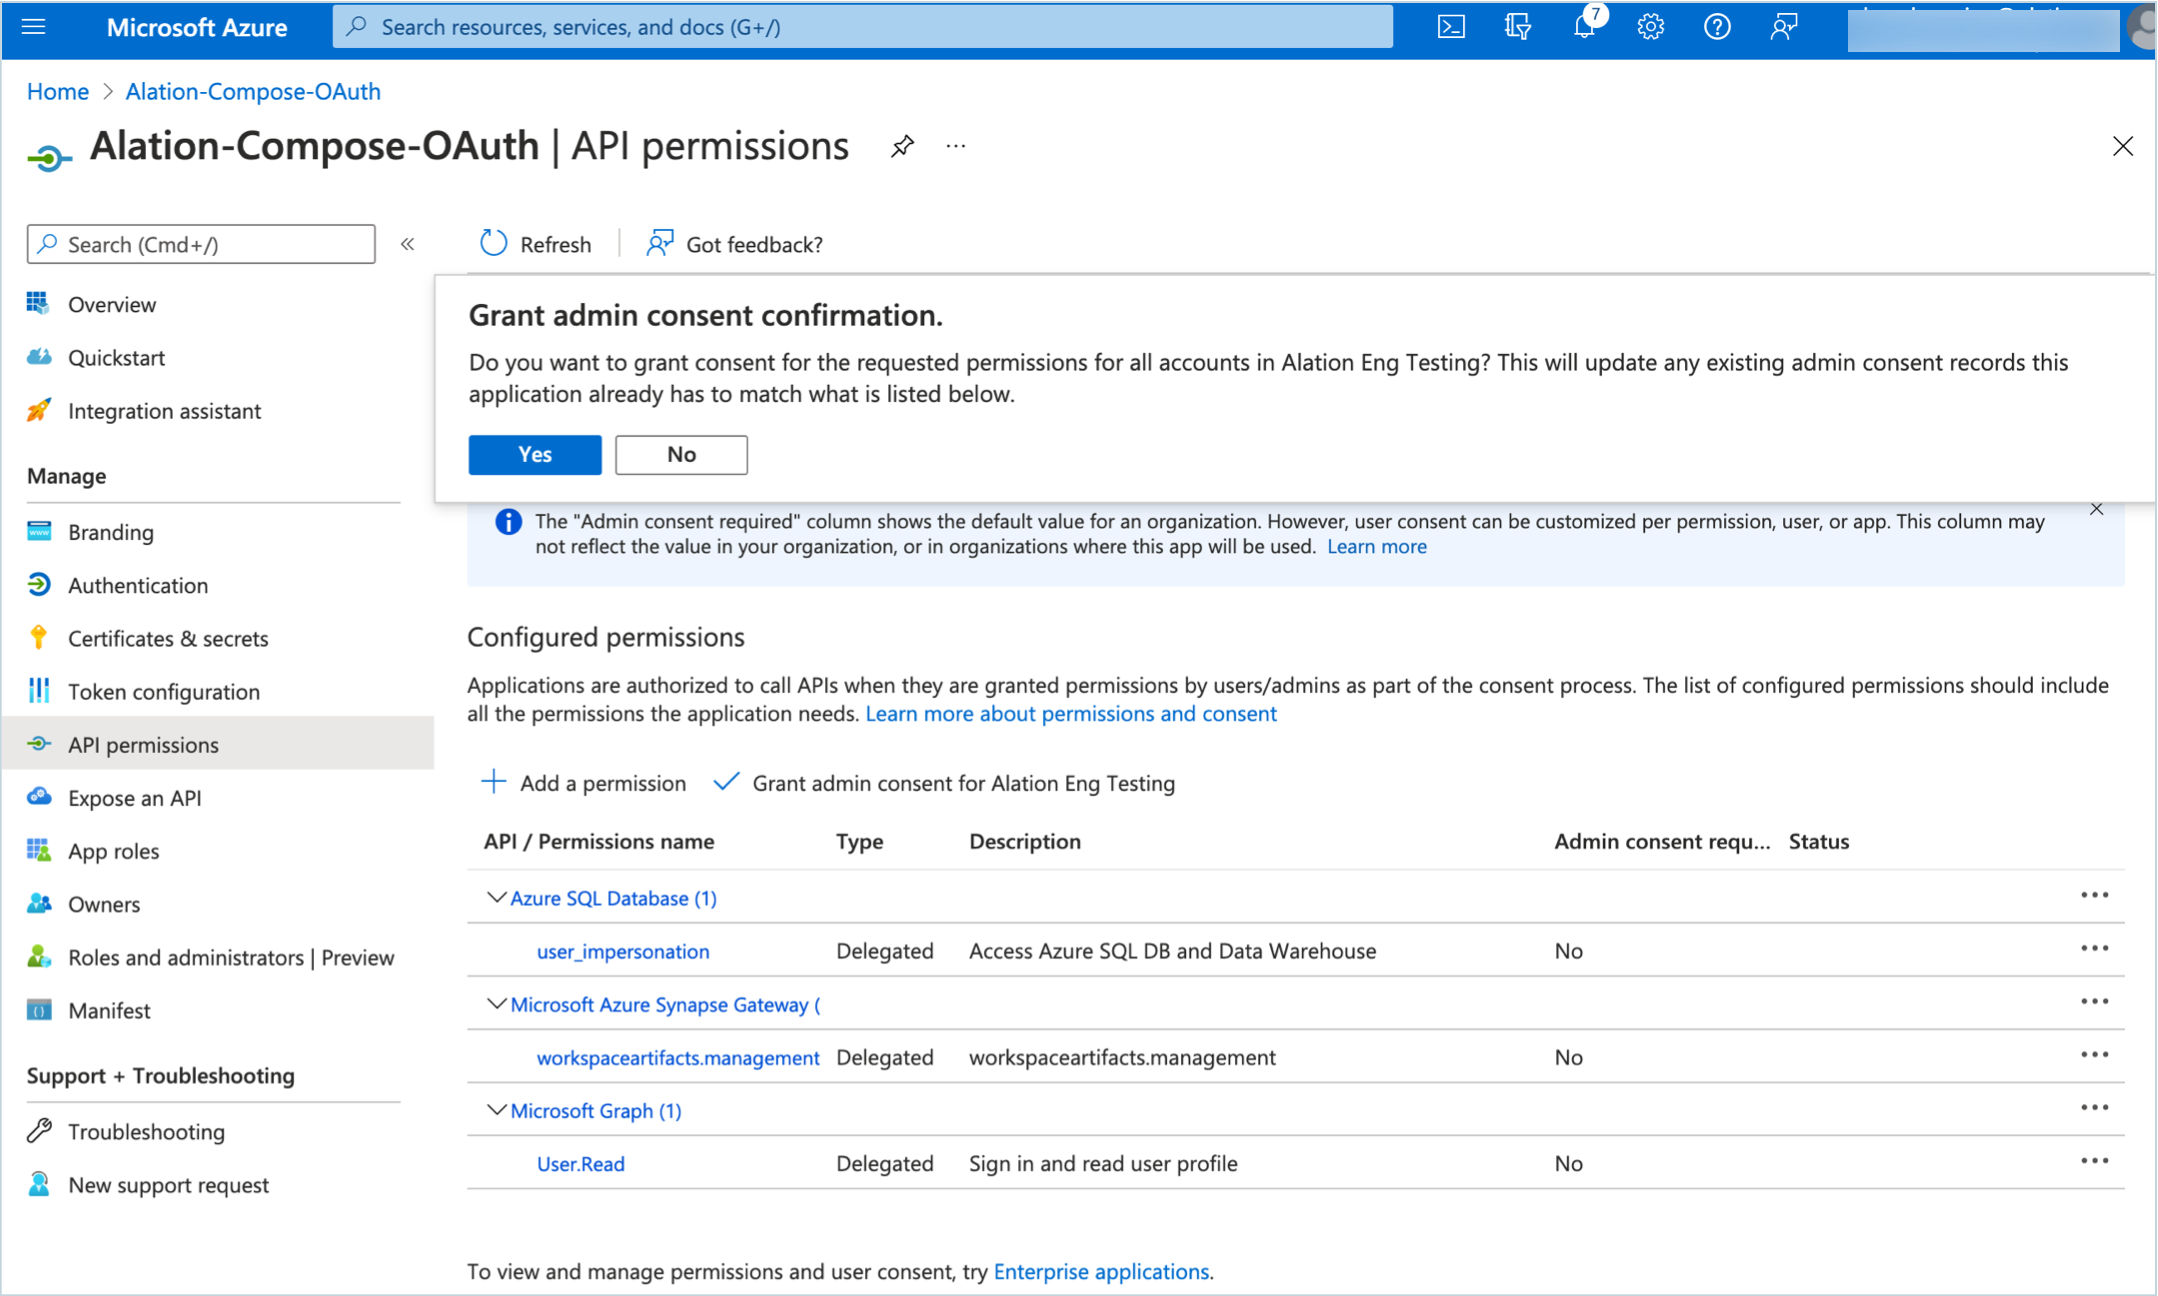 Microsoft Azure
Search resources, services, and docs (G+/)
7
Home > Alation-Compose-OAuth
Alation-Compose-OAuth | API permissions
Search (Cmd+/)
Refresh
Got feedback?
Grant admin consent confirmation.
Do you want to grant consent for the requested permissions for all accounts in Alation Eng Testing? This will update any existing admin consent records this
application already has to match what is listed below.
Yes
No
Overview
Quickstart
Integration assistant
Manage
Branding
Authentication
Certificates & secrets
Token configuration
API permissions
Expose an API
App roles
Owners
Roles and administrators | Preview
Manifest
Support + Troubleshooting
Troubleshooting
New support request
The "Admin consent required" column shows the default value for an organization. However, user consent can be customized per permission, user, or app. This column may
not reflect the value in your organization, or in organizations where this app will be used. Learn more
Configured permissions
Applications are authorized to call APIs when they are granted permissions by users/admins as part of the consent process. The list of configured permissions should include
all the permissions the application needs. Learn more about permissions and consent
Add a permission
Grant admin consent for Alation Eng Testing
API / Permissions name Type Description Admin consent requ... Status
Azure SQL Database (1)
user_impersonation Delegated Access Azure SQL DB and Data Warehouse No
Microsoft Azure Synapse Gateway (
workspaceartifacts.management Delegated workspaceartifacts.management No
Microsoft Graph (1)
User.Read Delegated Sign in and read user profile No
To view and manage permissions and user consent, try Enterprise applications.